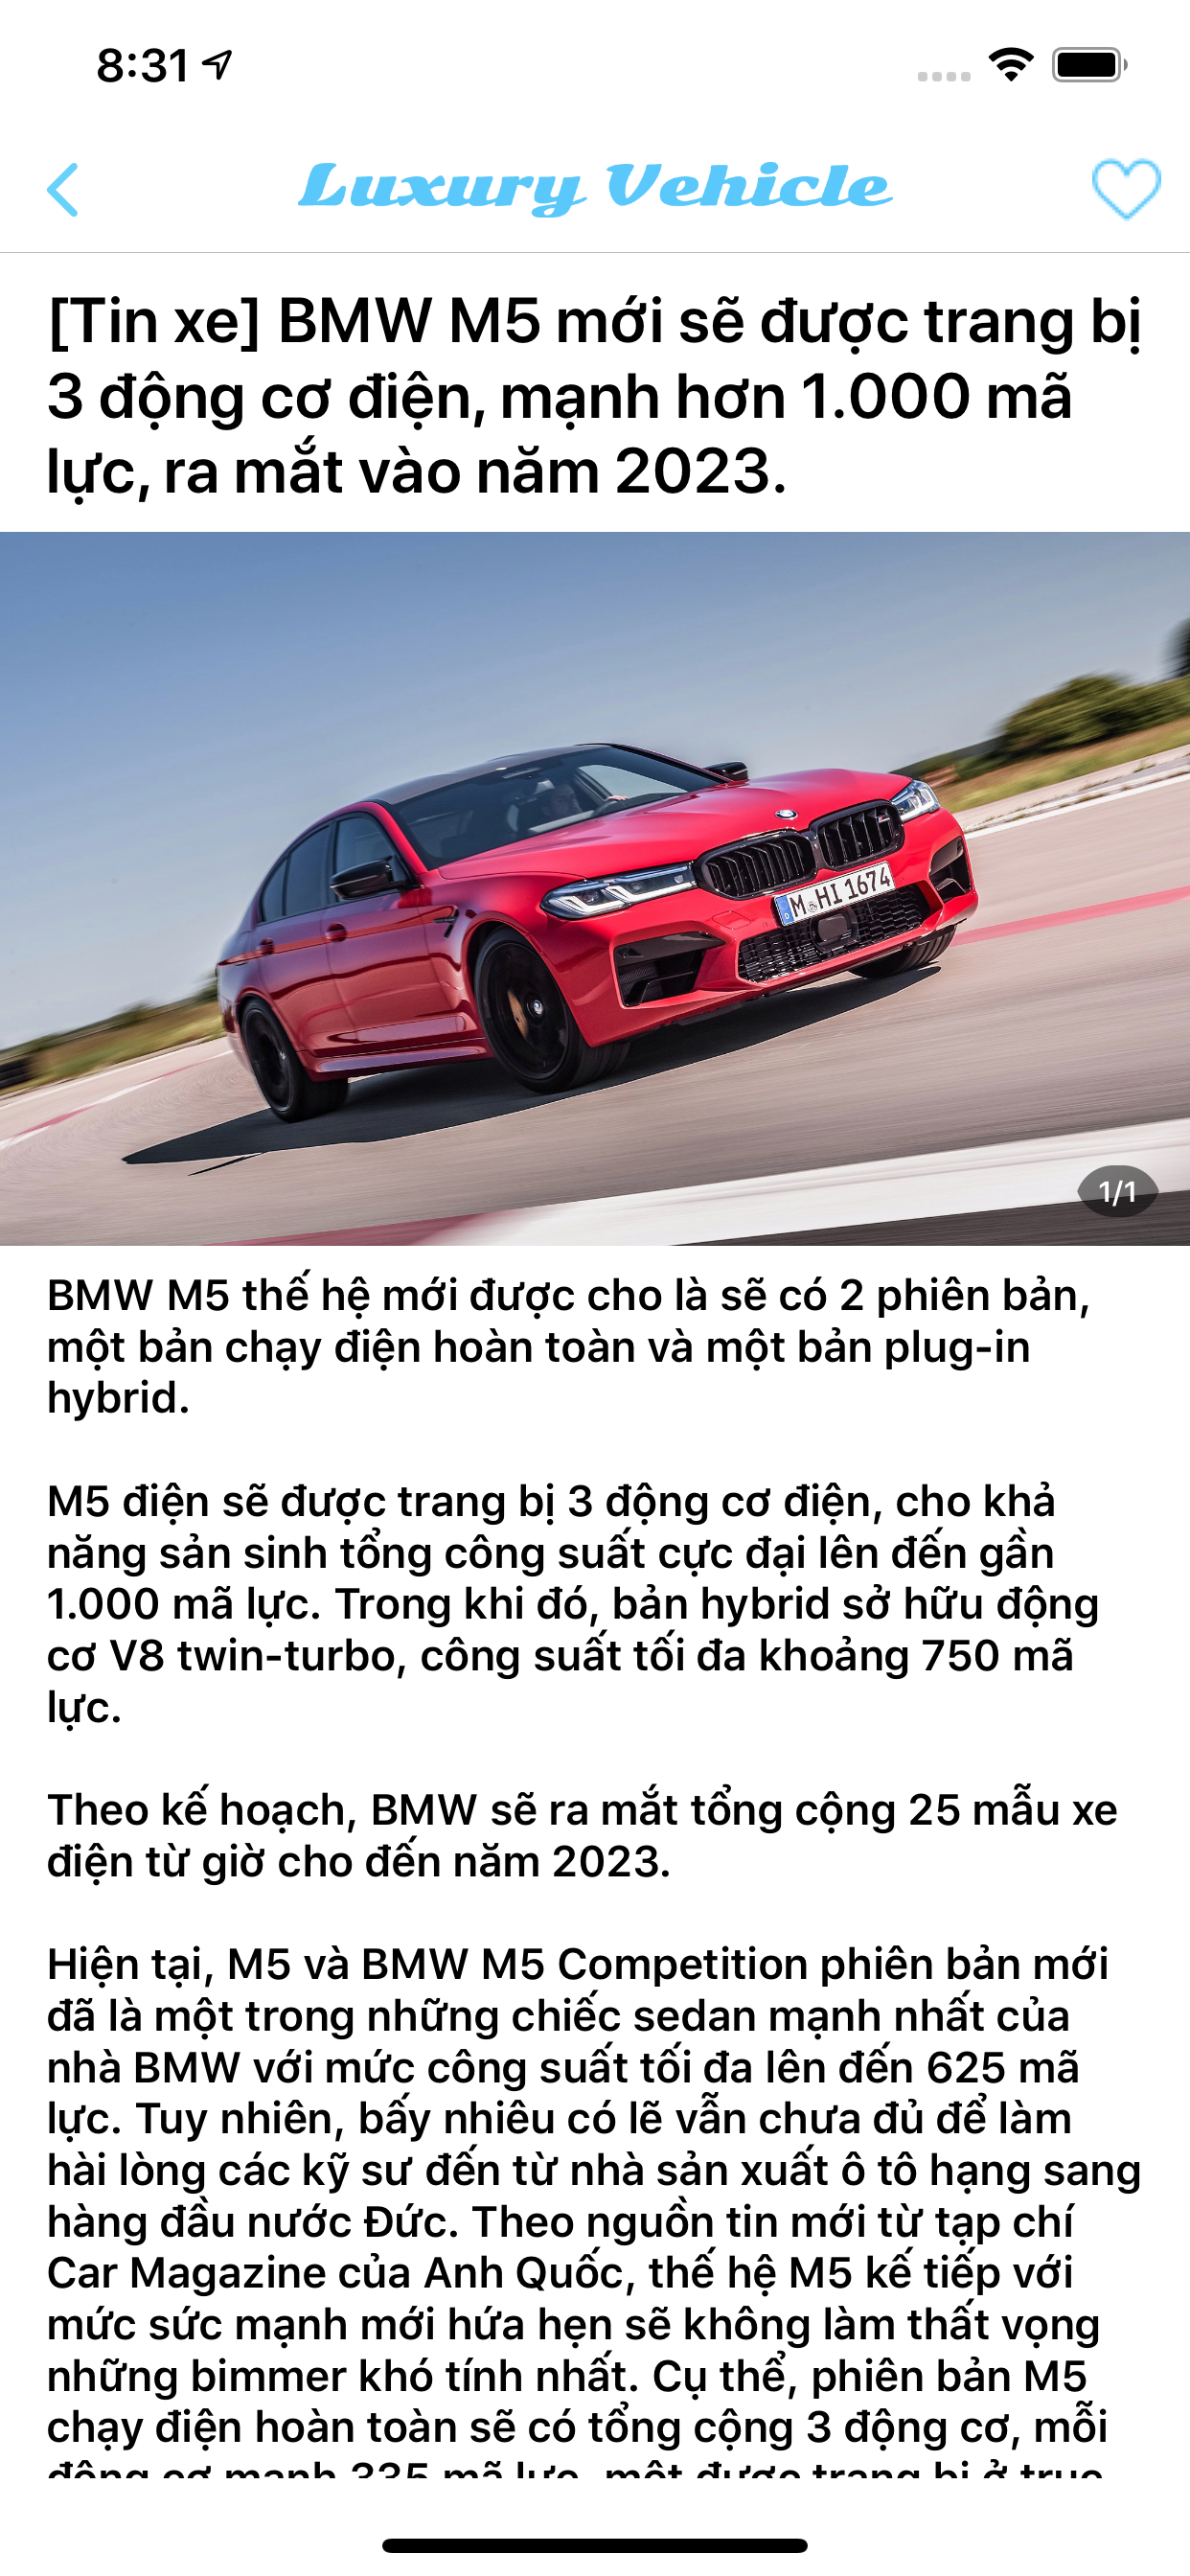 8:31
Luxury Vehicle
[Tin xe] BMW M5 mới sẽ được trang bị
3 động cơ điện, mạnh hơn 1.000 mã
lực, ra mắt vào năm 2023.
M HI 1674
1/1
BMW M5 thế hệ mới được cho là sẽ có 2 phiên bản,
một bản chạy điện hoàn toàn và một bản plug-in
hybrid.
M5 điện sẽ được trang bị 3 động cơ điện, cho khả
năng sản sinh tổng công suất cực đại lên đến gần
1.000 mã lực. Trong khi đó, bản hybrid sở hữu động
cơ V8 twin-turbo, công suất tối đa khoảng 750 mã
lực.
Theo kế hoạch, BMW sẽ ra mắt tổng cộng 25 mẫu xe
điện từ giờ cho đến năm 2023.
Hiện tại, M5 và BMW M5 Competition phiên bản mới
đã là một trong những chiếc sedan mạnh nhất của
nhà BMW với mức công suất tối đa lên đến 625 mã
lực. Tuy nhiên, bấy nhiêu có lẽ vẫn chưa đủ để làm
hài lòng các kỹ sư đến từ nhà sản xuất ô tô hạng sang
hàng đầu nước Đức. Theo nguồn tin mới từ tạp chí
Car Magazine của Anh Quốc, thế hệ M5 kế tiếp với
mức sức mạnh mới hứa hẹn sẽ không làm thất vọng
những bimmer khó tính nhất. Cụ thể, phiên bản M5
chạy điện hoàn toàn sẽ có tổng cộng 3 động cơ, mỗi
động cơ mạnh 335 mã lực, một được trang bị ở trục